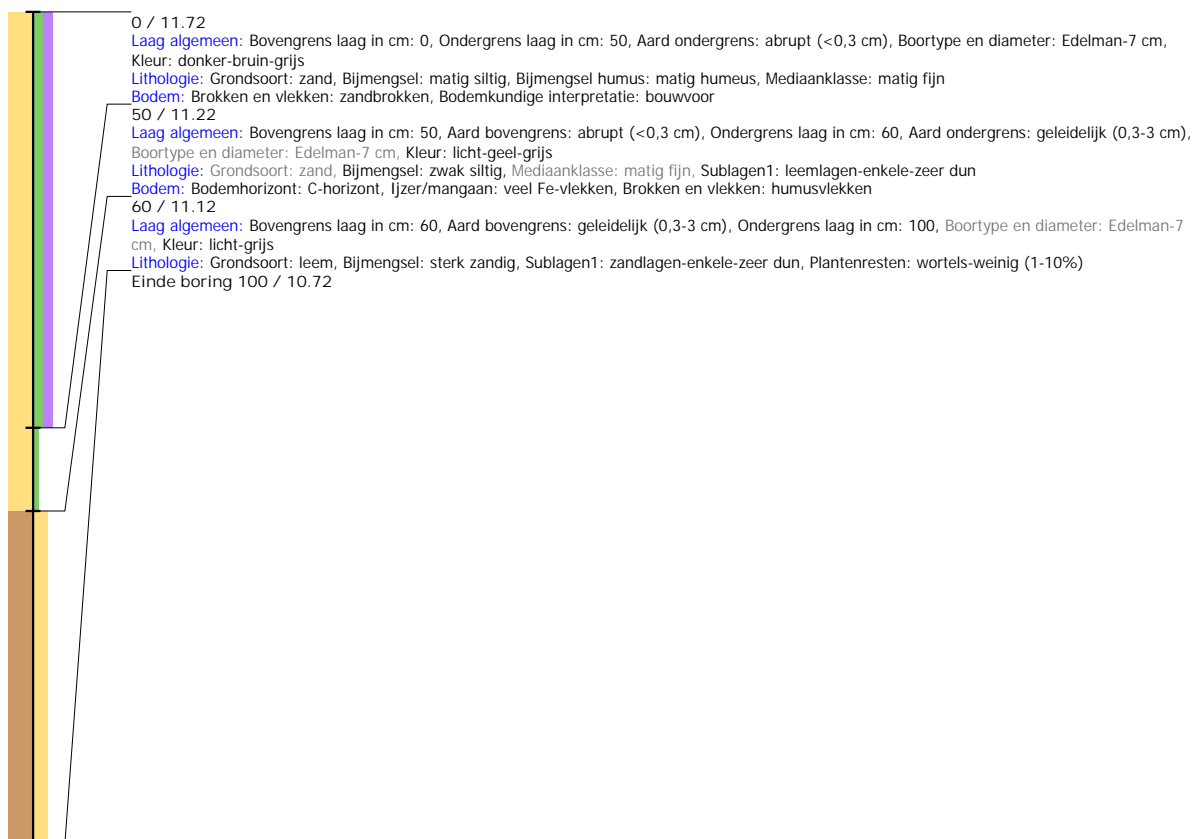 0 / 11.72
Laag algemeen: Bovengrens laag in cm: 0, Ondergrens laag in cm: 50, Aard ondergrens: abrupt (<0,3 cm), Boortype en diameter: Edelman-7 cm,
Kleur: donker-bruin-grijs
Lithologie: Grondsoort: zand, Bijmengsel: matig siltig, Bijmengsel humus: matig humeus, Mediaanklasse: matig fijn
Bodem: Brokken en vlekken: zandbrokken, Bodemkundige interpretatie: bouwvoor
50 / 11.22
Laag algemeen: Bovengrens laag in cm: 50, Aard bovengrens: abrupt (<0,3 cm), Ondergrens laag in cm: 60, Aard ondergrens: geleidelijk (0,3-3 cm),
Boortype en diameter: Edelman-7 cm, Kleur: licht-geel-grijs
Lithologie: Grondsoort: zand, Bijmengsel: zwak siltig, Mediaanklasse: matig fijn, Sublagen1: leemlagen-enkele-zeer dun
Bodem: Bodemhorizont: C-horizont, Ijzer/mangaan: veel Fe-vlekken, Brokken en vlekken: humusvlekken
60 / 11.12
Laag algemeen: Bovengrens laag in cm: 60, Aard bovengrens: geleidelijk (0,3-3 cm), Ondergrens laag in cm: 100, Boortype en diameter: Edelman-7
cm, Kleur: licht-grijs
Lithologie: Grondsoort: leem, Bijmengsel: sterk zandig, Sublagen1: zandlagen-enkele-zeer dun, Plantenresten: wortels-weinig (1-10%)
Einde boring 100 / 10.72